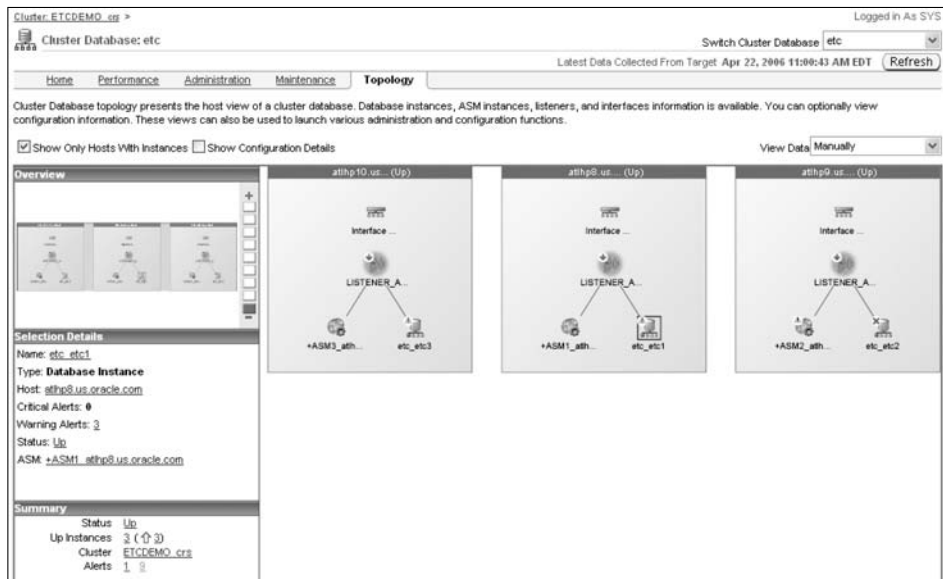 Cluster: ETCDEMO_crs >
Logged in As SYS
Cluster Database: etc
Switch Cluster Database etc
Latest Data Collected From Target Apr 22, 2006 11:00:43 AM EDT Refresh
Home Performance Administration Maintenance Topology
Cluster Database topology presents the host view of a cluster database. Database instances, ASM instances, listeners, and interfaces information is available. You can optionally view
configuration information. These views can also be used to launch various administration and configuration functions.
Show Only Hosts With Instances Show Configuration Details
View Data Manually
Overview
atlhp10.us.... (Up)
Interface ...
LISTENER_A...
+ASM3_atlh...
etc_etc3
atlhp8.us.... (Up)
Interface ...
LISTENER_A...
+ASM1_atlh...
etc_etc1
atlhp9.us.... (Up)
Interface ...
LISTENER_A...
+ASM2_atlh...
etc_etc2
Selection Details
Name: etc_etc1
Type: Database Instance
Host: atlhp8.us.oracle.com
Critical Alerts: 0
Warning Alerts: 3
Status: Up
ASM: +ASM1_atlhp8.us.oracle.com
Summary
Status Up
Up Instances 3 (3)
Cluster ETCDEMO_crs
Alerts 1 9